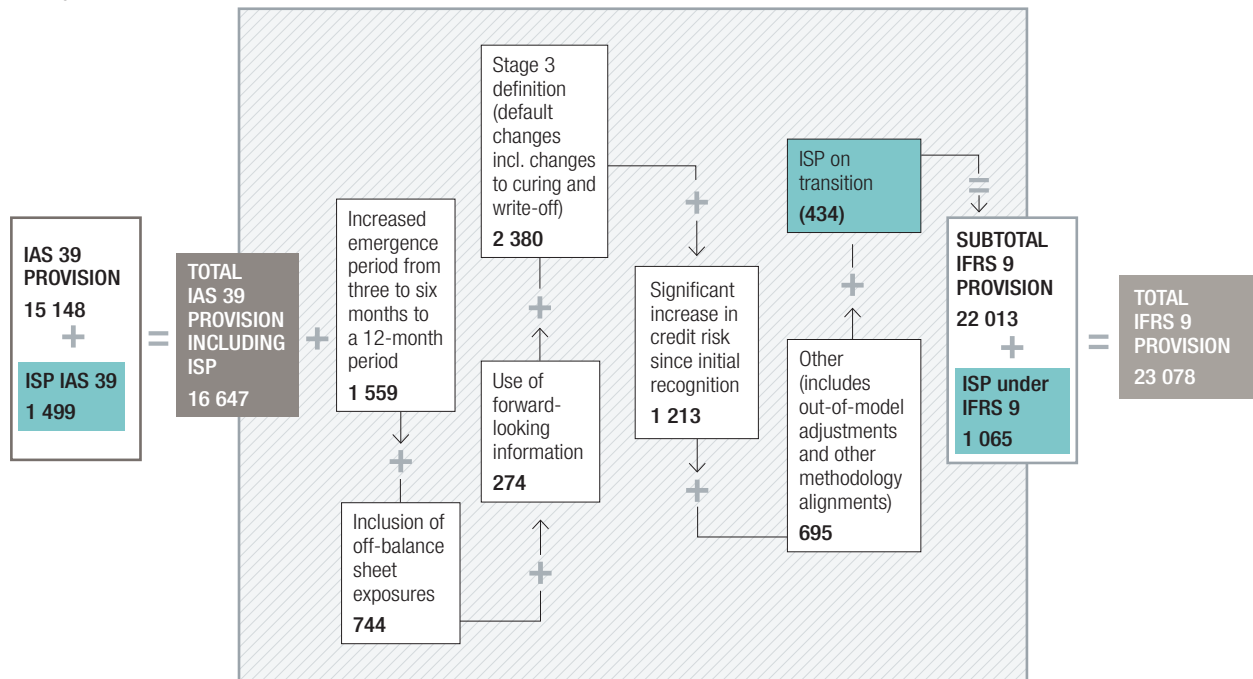 IAS 39
PROVISION
15 148
+
ISP IAS 39
1 499
=
TOTAL
IAS 39
PROVISION
INCLUDING
ISP
16 647
+
Increased
emergence
period from
three to six
months to
a 12-month
period
1 559
+
Inclusion of
off-balance
sheet
exposures
744
+
Use of
forward-
looking
information
274
+
Stage 3
definition
(default
changes
incl. changes
to curing and
write-off)
2 380
+
Significant
increase in
credit risk
since initial
recognition
1 213
+
Other
(includes
out-of-model
adjustments
and other
methodology
alignments)
695
+
ISP on
transition
(434)
=
SUBTOTAL
IFRS 9
PROVISION
22 013
+
ISP under
IFRS 9
1 065
=
TOTAL
IFRS 9
PROVISION
23 078